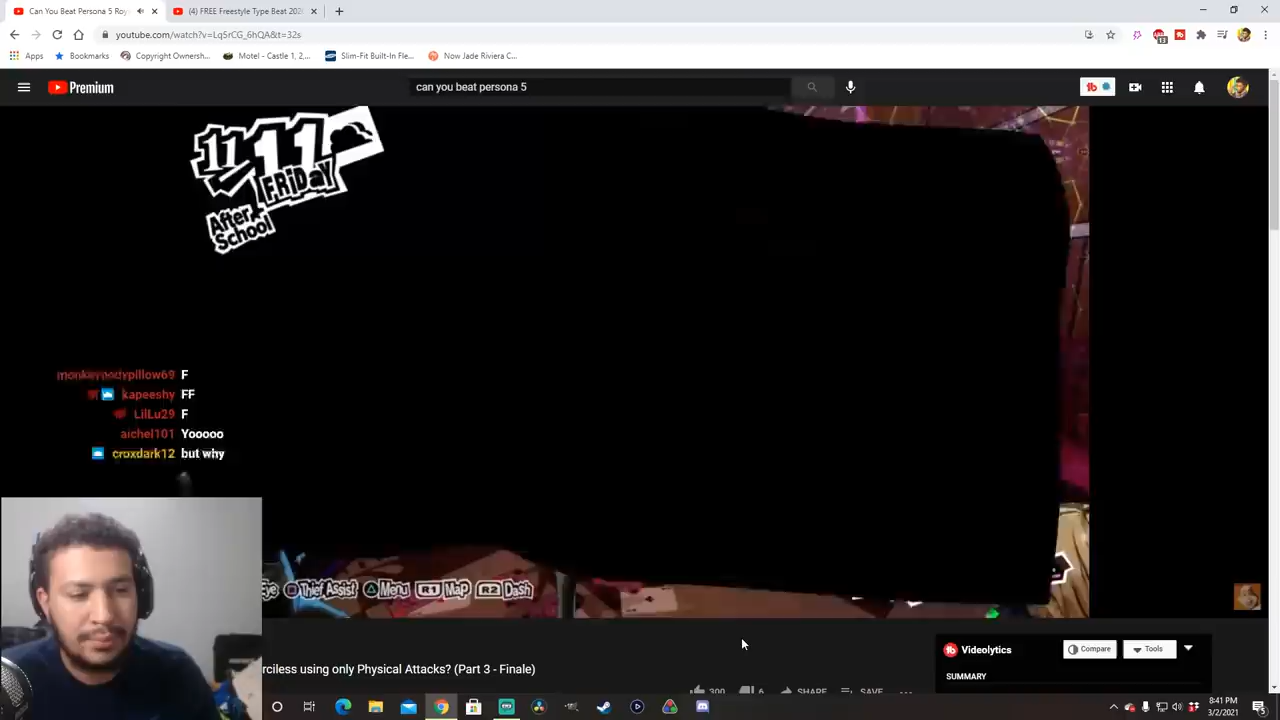 Can You Beat Persona 5 Roy
(4) FREE Freestyle Type Beat 202
youtube.com/watch?v=Lq5rCG_6hQA&t=32s
Apps
Bookmarks
Copyright Ownersh...
Motel - Castle 1, 2...
Slim-Fit Built-In Fle...
Now Jade Riviera C...
Premium
can you beat persona 5
11/11
FRiDAY
After School
F
kapeeshy FF
LilLu29 F
aichel101 Yooooo
croxdark12 but why
Eye Thief Assist Menu R1 Map R2 Dash
rciless using only Physical Attacks? (Part 3 - Finale)
300 6 SHARE SAVE
Videolytics Compare Tools
SUMMARY
8:41 PM
3/2/2021